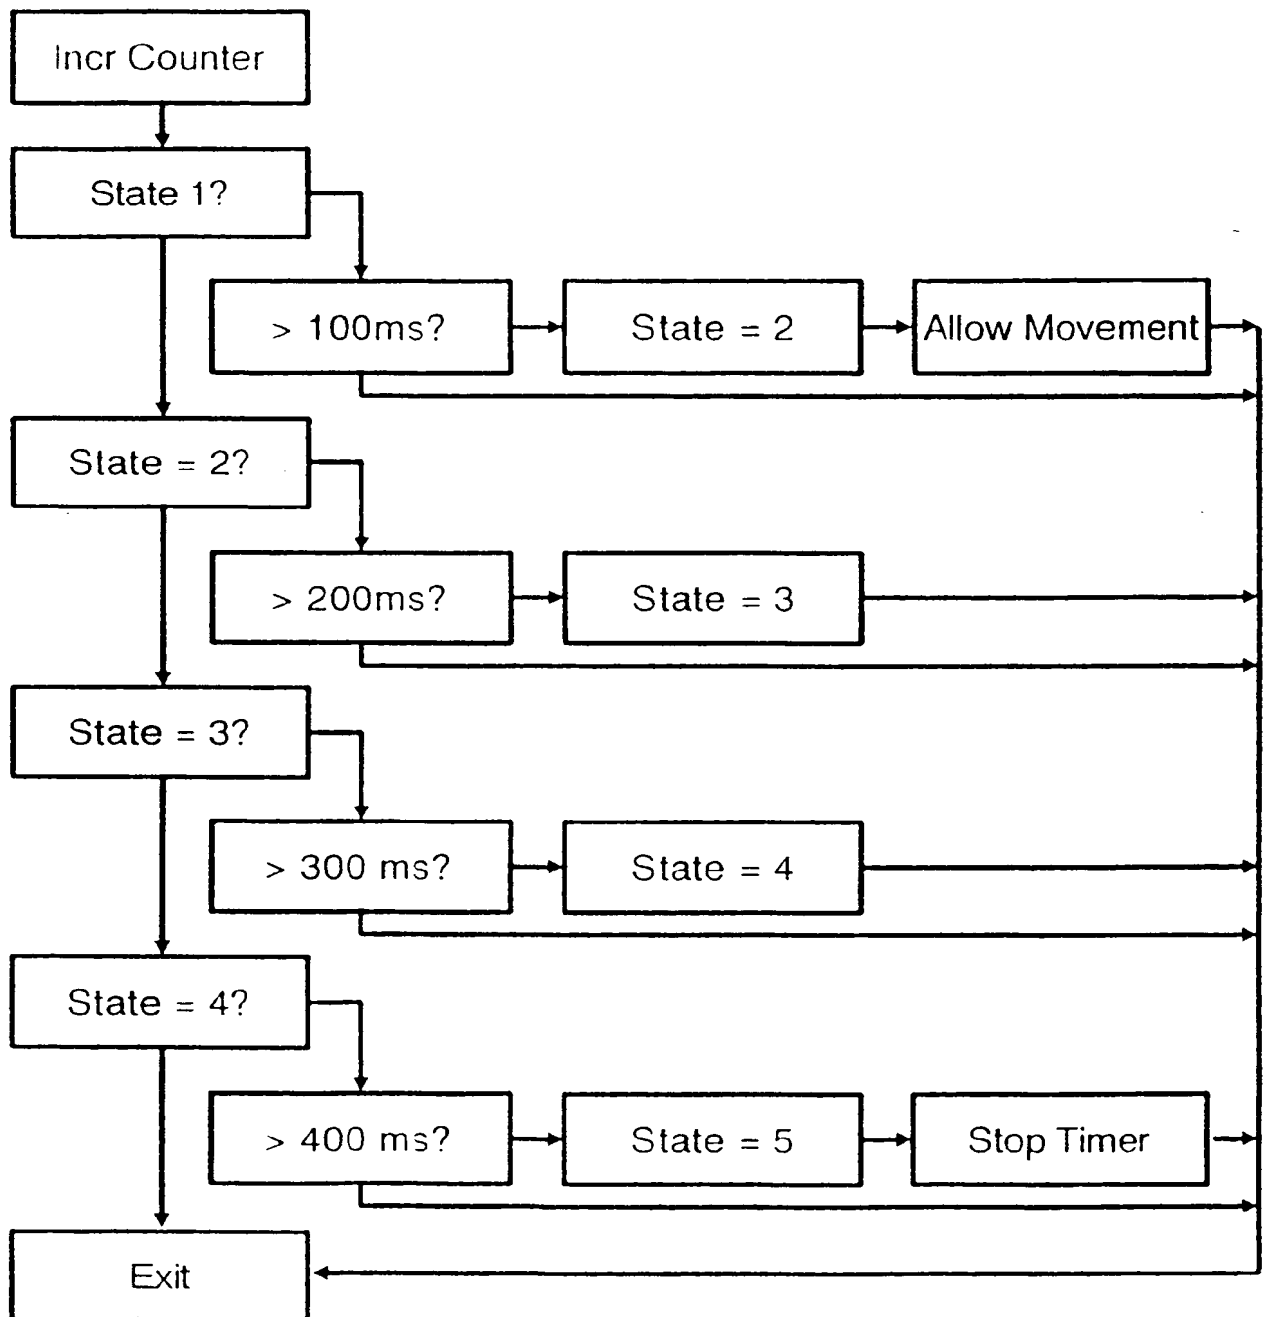 Incr Counter
State 1?
> 100ms?
State = 2
Allow Movement
State = 2?
> 200ms?
State = 3
State = 3?
> 300 ms?
State = 4
State = 4?
> 400 ms?
State = 5
Stop Timer
Exit